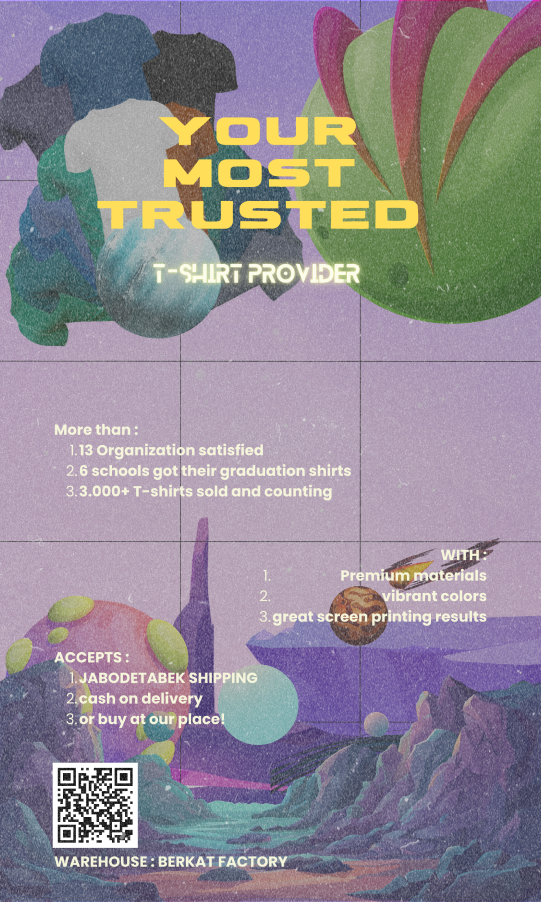 YOUR
MOST
TRUSTED
T-SHIRT PROVIDER
More than :
1. 13 Organization satisfied
2. 6 schools got their graduation shirts
3. 3.000+ T-shirts sold and counting
WITH :
1. Premium materials
2. vibrant colors
3. great screen printing results
ACCEPTS :
1. JABODETABEK SHIPPING
2. cash on delivery
3. or buy at our place!
WAREHOUSE : BERKAT FACTORY